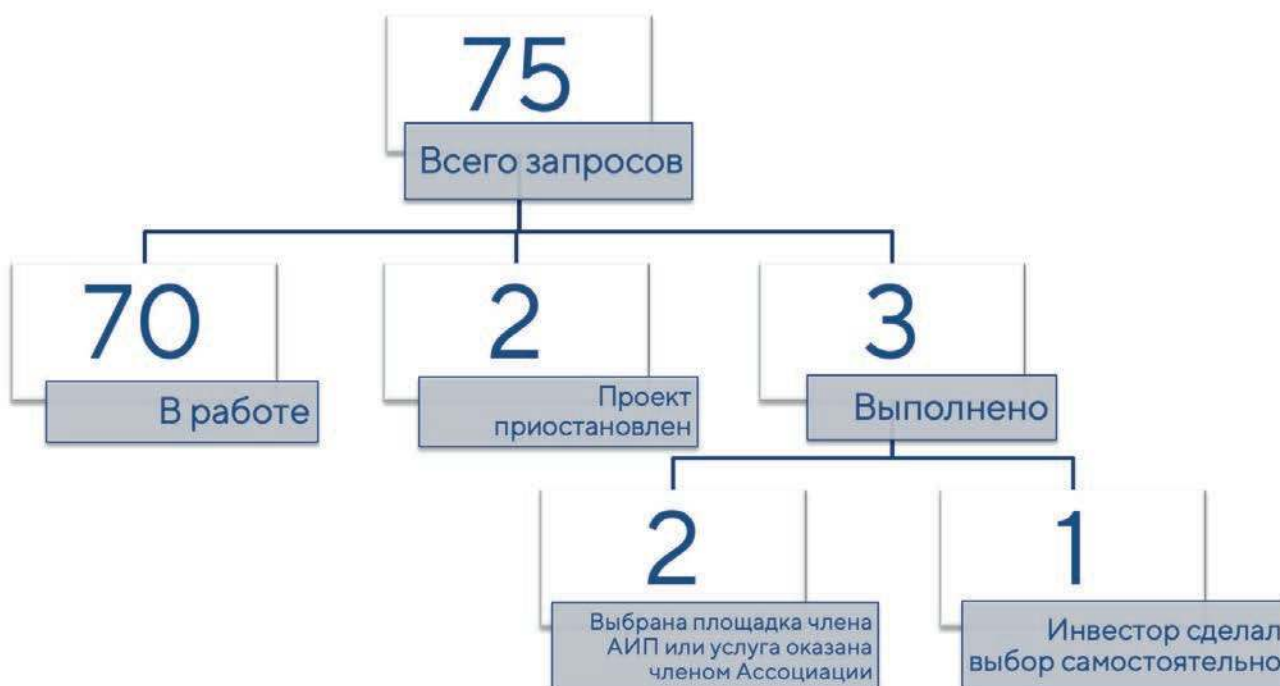 75
Всего запросов
70
В работе
2
Проект
приостановлен
3
Выполнено
2
Выбрана площадка члена
АИП или услуга оказана
членом Ассоциации
1
Инвестор сделал
выбор самостоятельно